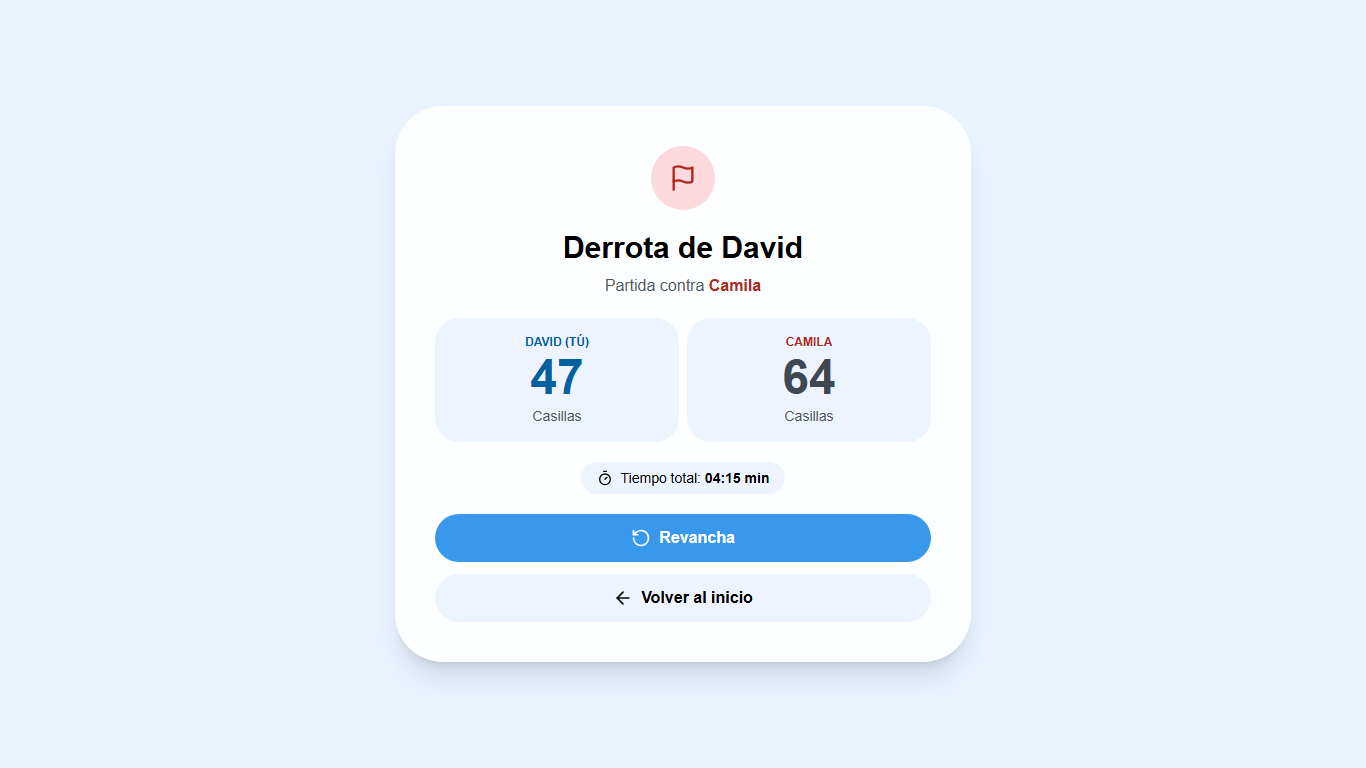 Derrota de David
Partida contra Camila
DAVID (TÚ)
47
Casillas
CAMILA
64
Casillas
Tiempo total: 04:15 min
Revancha
Volver al inicio